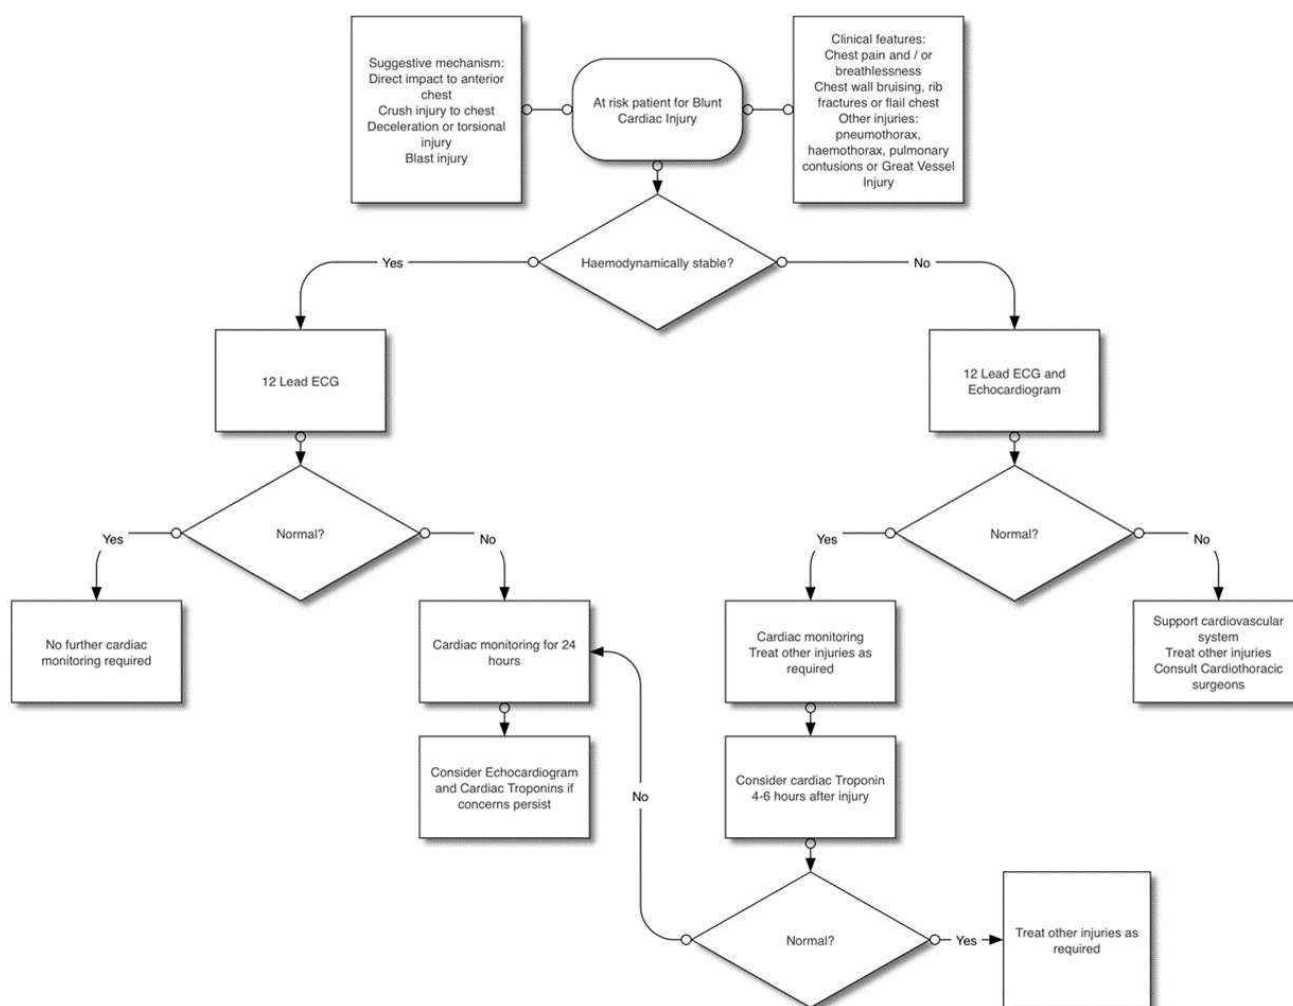 Suggestive mechanism:
Direct impact to anterior
chest
Crush injury to chest
Deceleration or torsional
injury
Blast injury
At risk patient for Blunt
Cardiac Injury
Clinical features:
Chest pain and / or
breathlessness
Chest wall bruising, rib
fractures or flail chest
Other injuries:
pneumothorax,
haemothorax, pulmonary
contusions or Great Vessel
Injury
Yes
Haemodynamically stable?
No
12 Lead ECG
12 Lead ECG and
Echocardiogram
Yes
Normal?
No
Yes
Normal?
No
No further cardiac
monitoring required
Cardiac monitoring for 24
hours
Cardiac monitoring
Treat other injuries as
required
Support cardiovascular
system
Treat other injuries
Consult Cardiothoracic
surgeons
Consider Echocardiogram
and Cardiac Troponins if
concerns persist
No
Consider cardiac Troponin
4-6 hours after injury
Normal?
Yes
Treat other injuries as
required